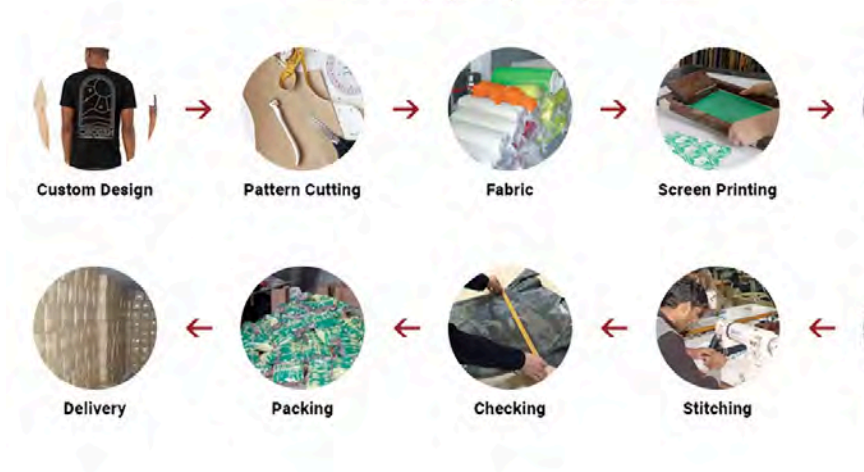 Custom Design
Pattern Cutting
Fabric
Screen Printing
Delivery
Packing
Checking
Stitching